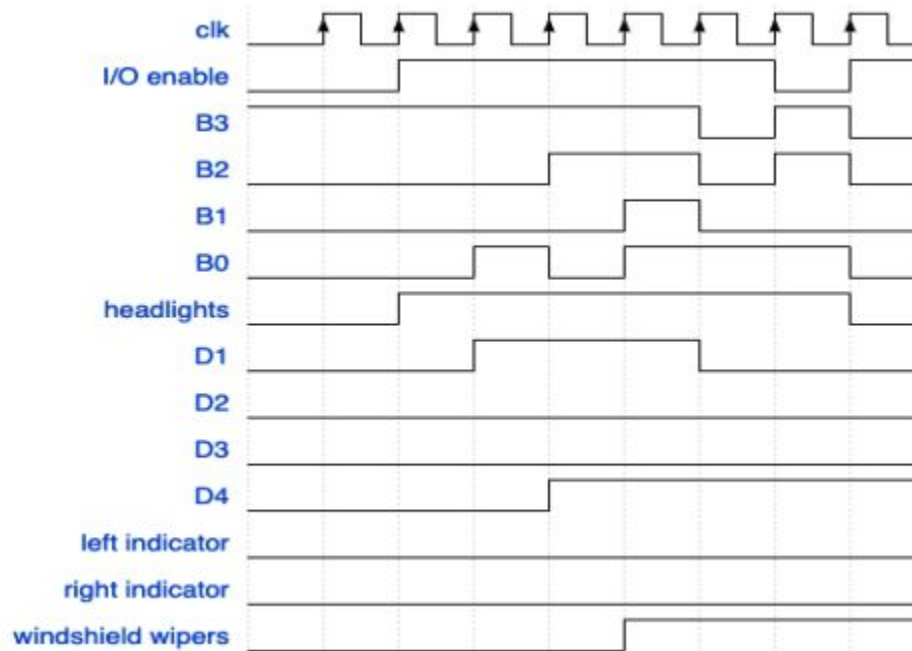 clk
I/O enable
B3
B2
B1
B0
headlights
D1
D2
D3
D4
left indicator
right indicator
windshield wipers